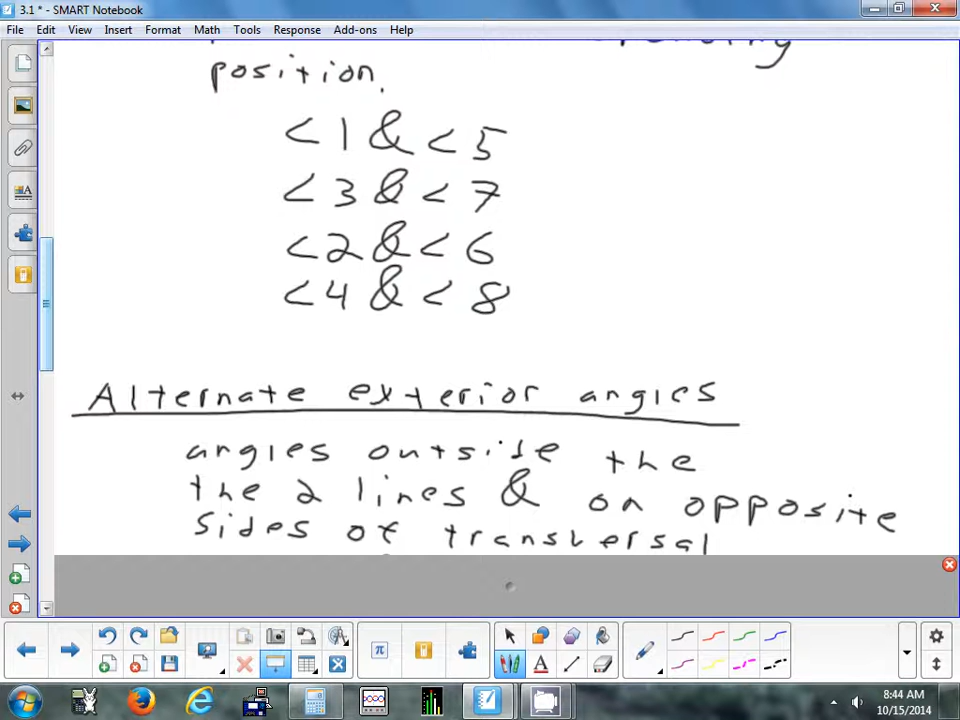 3.1 * - SMART Notebook
File Edit View Insert Format Math Tools Response Add-ons Help
position.
<1 & <5
<3 & <7
<2 & <6
<4 & <8
Alternate exterior angles
angles outside the
the 2 lines & on opposite
sides of transversal
8:44 AM
10/15/2014